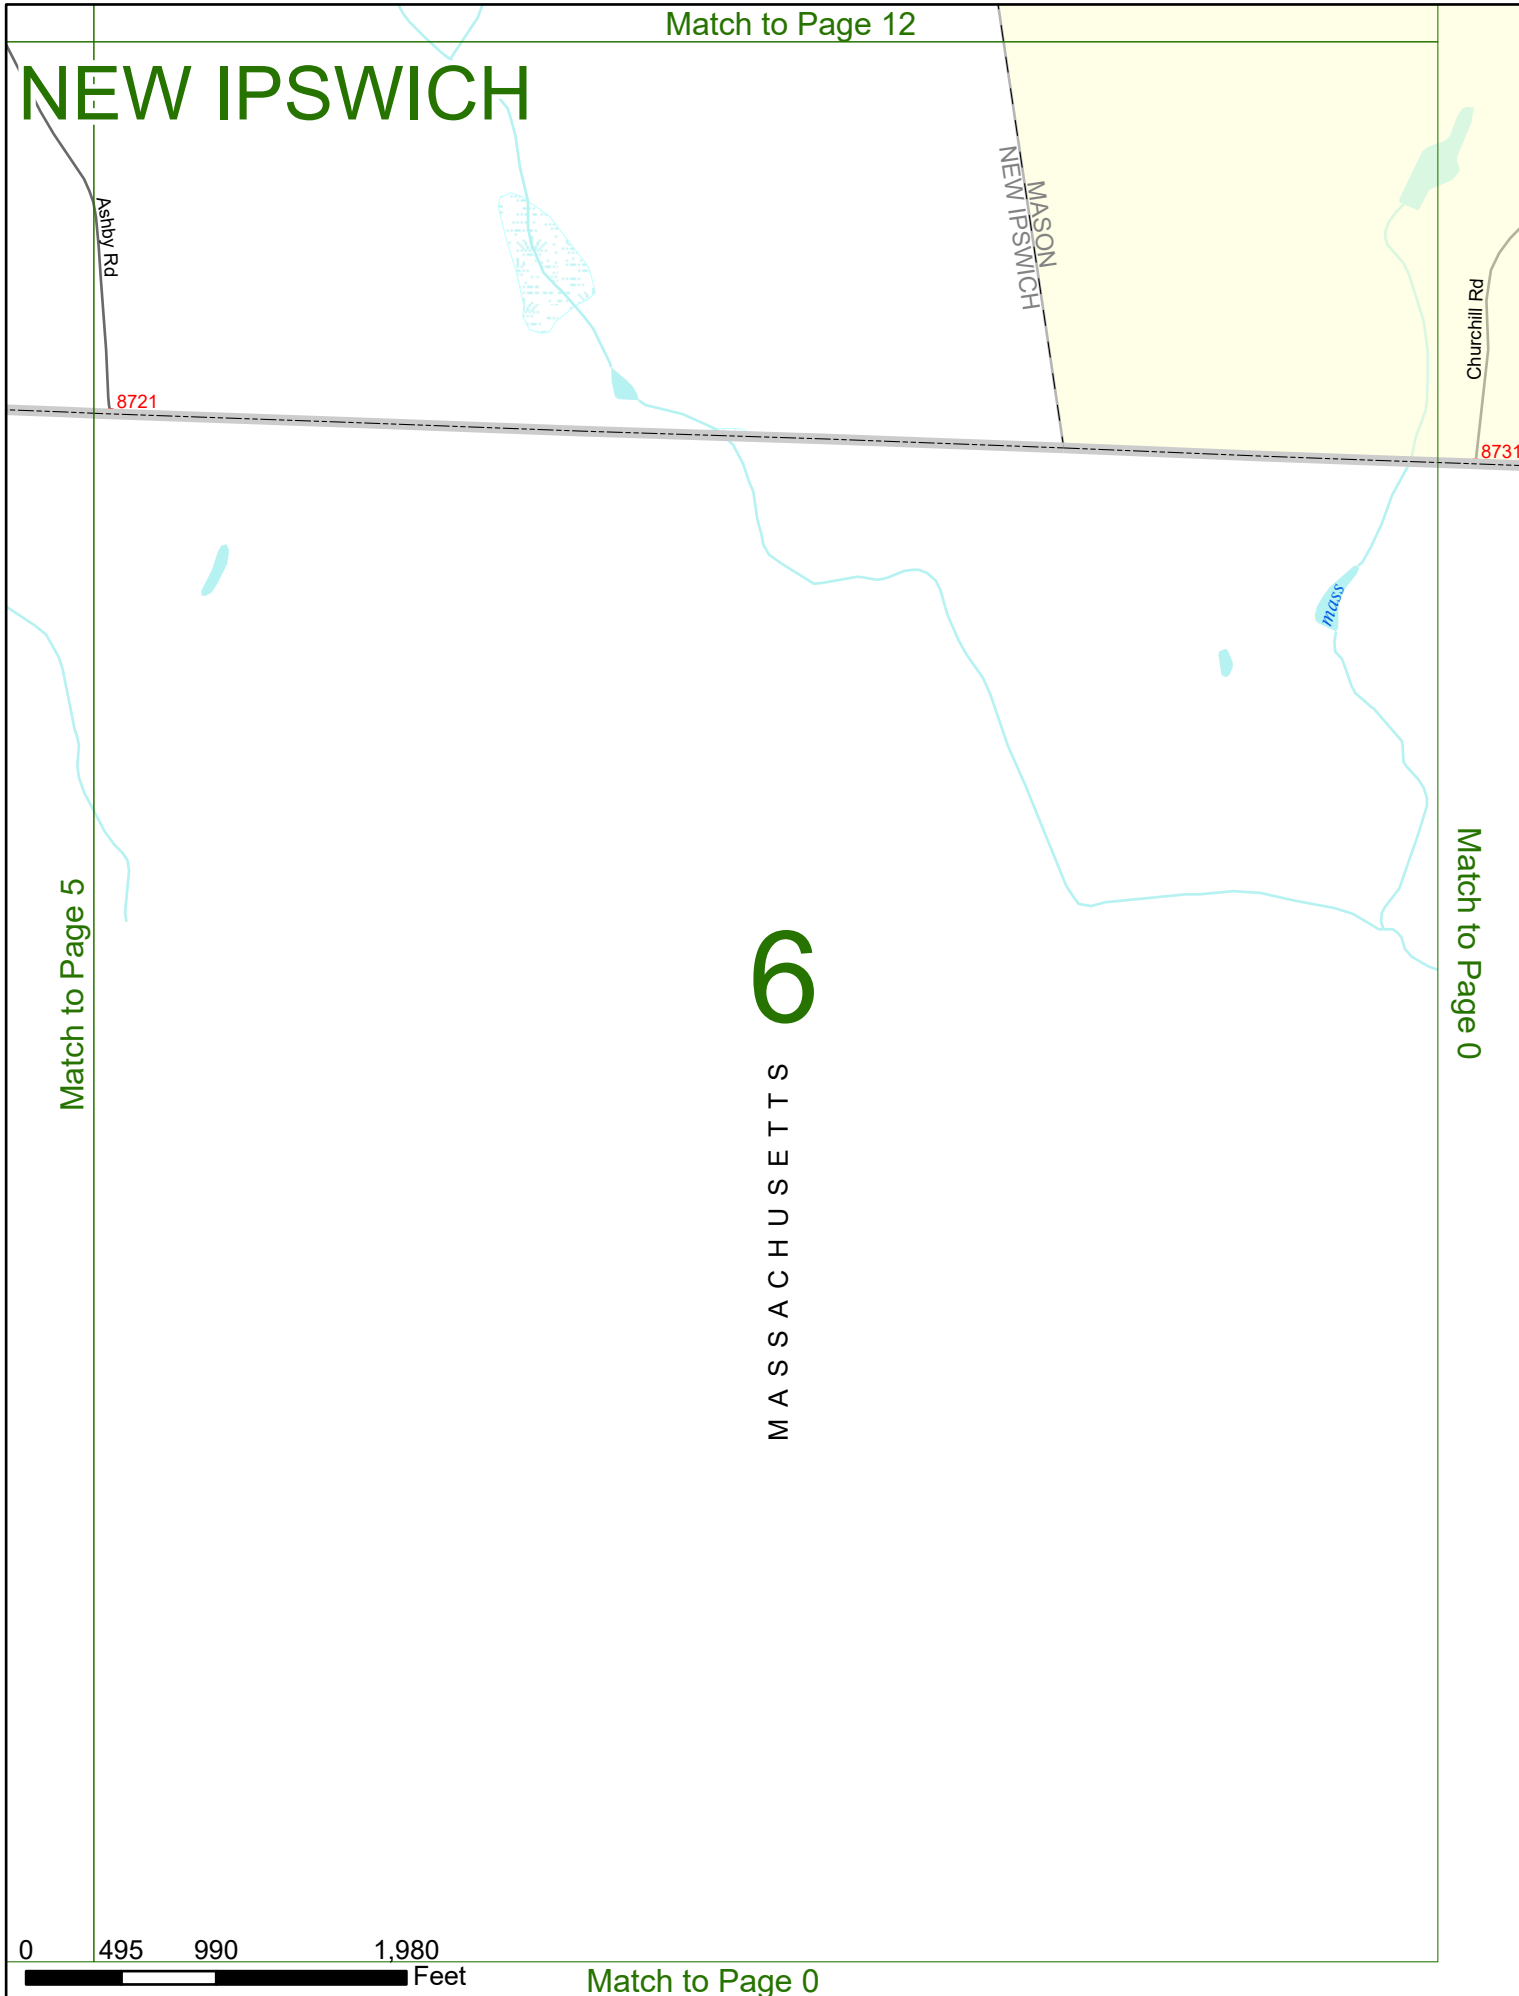 Match to Page 12
NEW IPSWICH
Ashby Rd
MASON
NEW IPSWICH
Churchill Rd
8721
8731
mass
Match to Page 5
Match to Page 0
6
MASSACHUSETTS
0 495 990 1,980
Feet
Match to Page 0